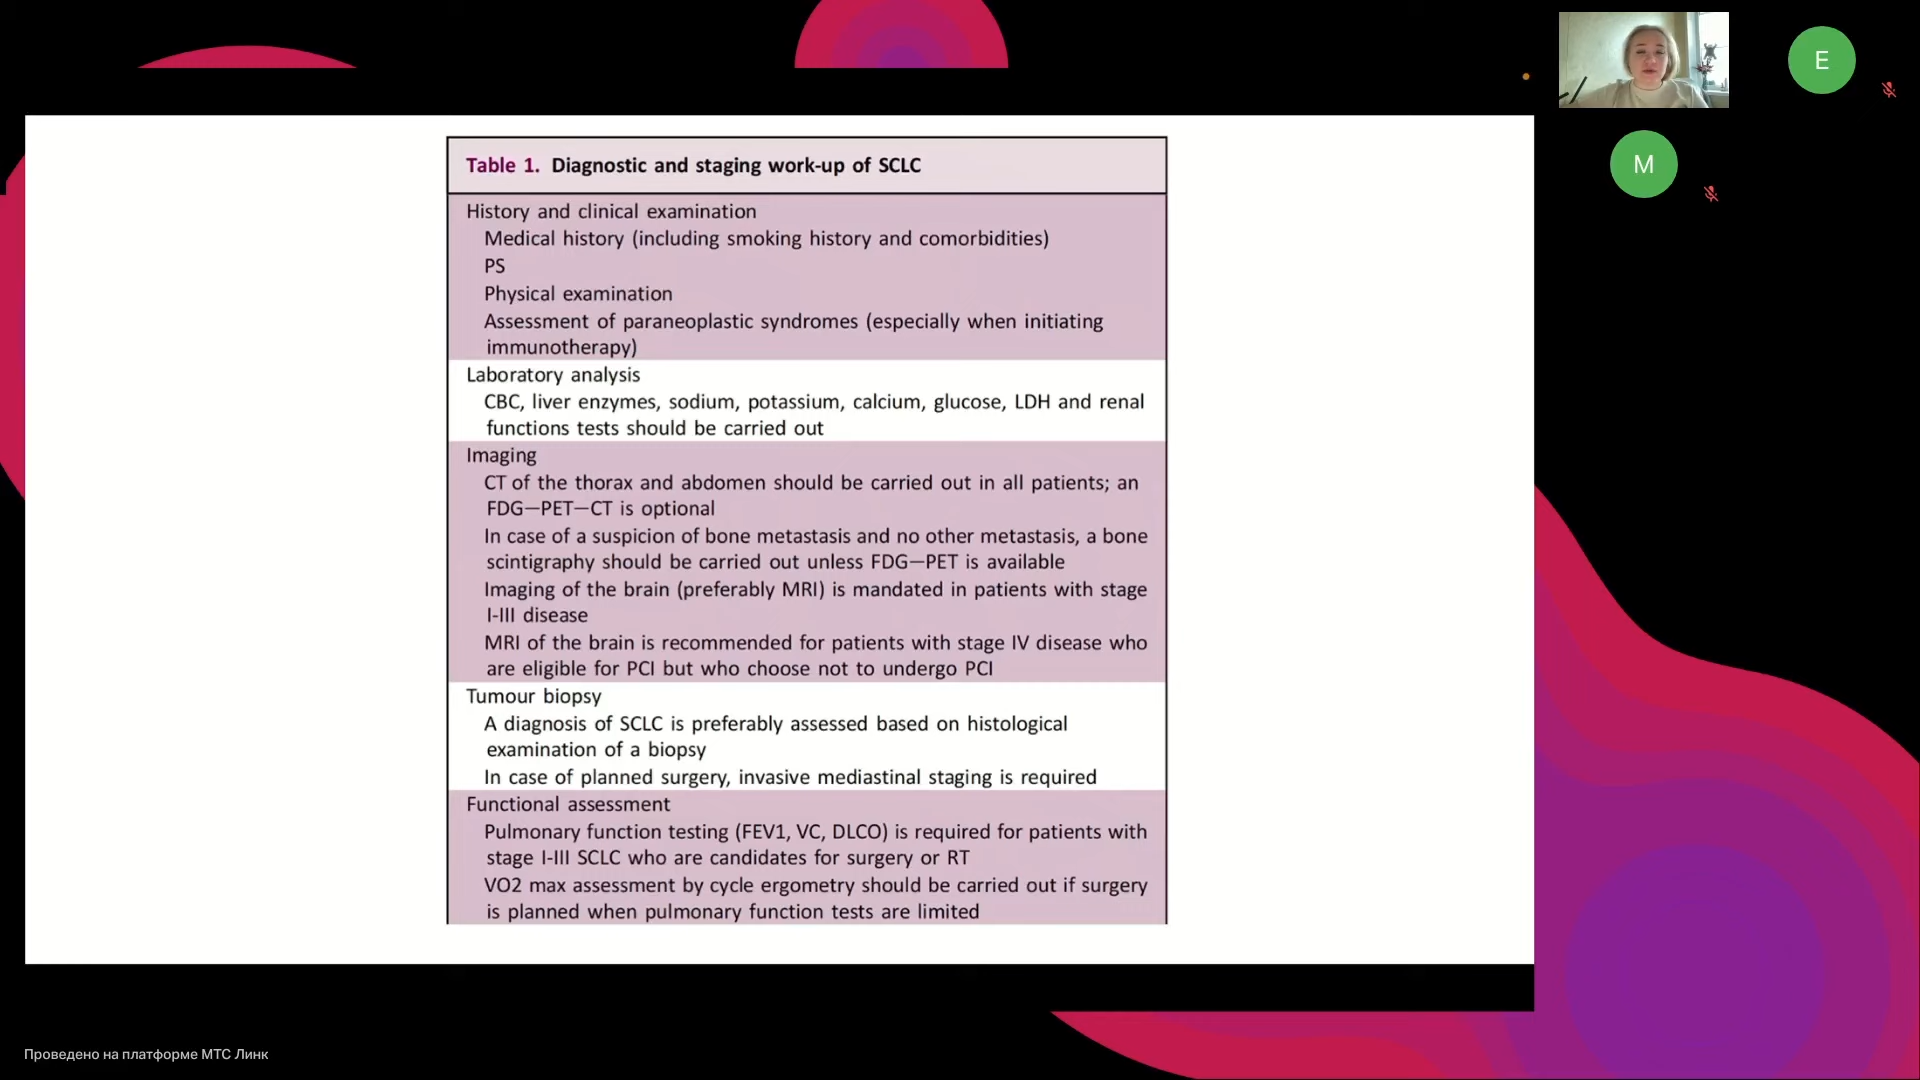 Table 1. Diagnostic and staging work-up of SCLC
History and clinical examination
Medical history (including smoking history and comorbidities)
PS
Physical examination
Assessment of paraneoplastic syndromes (especially when initiating
immunotherapy)
Laboratory analysis
CBC, liver enzymes, sodium, potassium, calcium, glucose, LDH and renal
functions tests should be carried out
Imaging
CT of the thorax and abdomen should be carried out in all patients; an
FDG—PET—CT is optional
In case of a suspicion of bone metastasis and no other metastasis, a bone
scintigraphy should be carried out unless FDG—PET is available
Imaging of the brain (preferably MRI) is mandated in patients with stage
I-III disease
MRI of the brain is recommended for patients with stage IV disease who
are eligible for PCI but who choose not to undergo PCI
Tumour biopsy
A diagnosis of SCLC is preferably assessed based on histological
examination of a biopsy
In case of planned surgery, invasive mediastinal staging is required
Functional assessment
Pulmonary function testing (FEV1, VC, DLCO) is required for patients with
stage I-III SCLC who are candidates for surgery or RT
VO2 max assessment by cycle ergometry should be carried out if surgery
is planned when pulmonary function tests are limited
E
M
Проведено на платформе МТС Линк